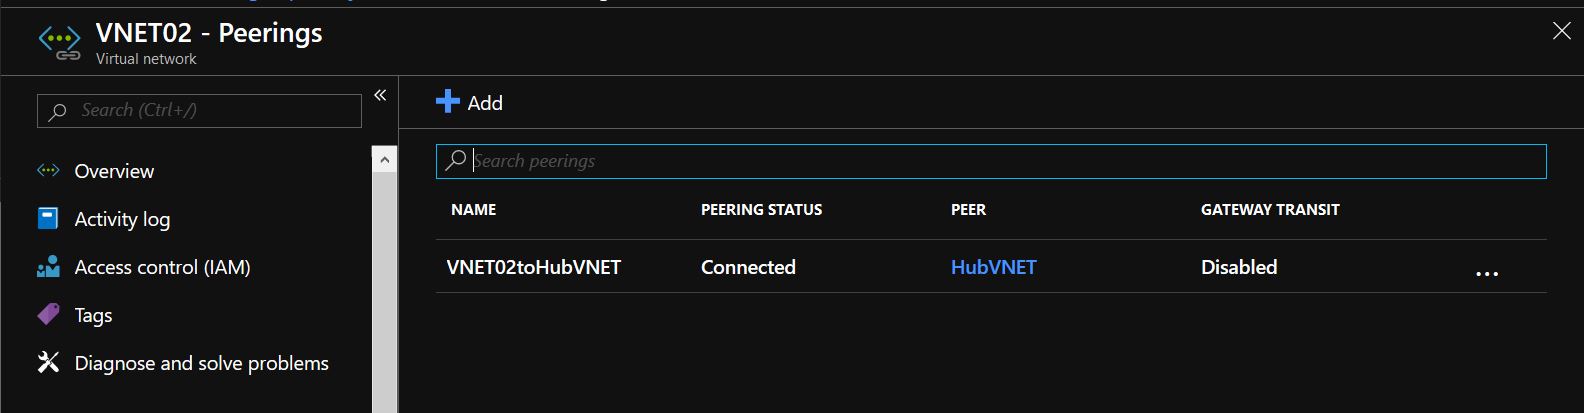 VNET02 - Peerings
Virtual network
Search (Ctrl+/)
Overview
Activity log
Access control (IAM)
Tags
Diagnose and solve problems
Add
Search peerings
NAME PEERING STATUS PEER GATEWAY TRANSIT
VNET02toHubVNET Connected HubVNET Disabled ...